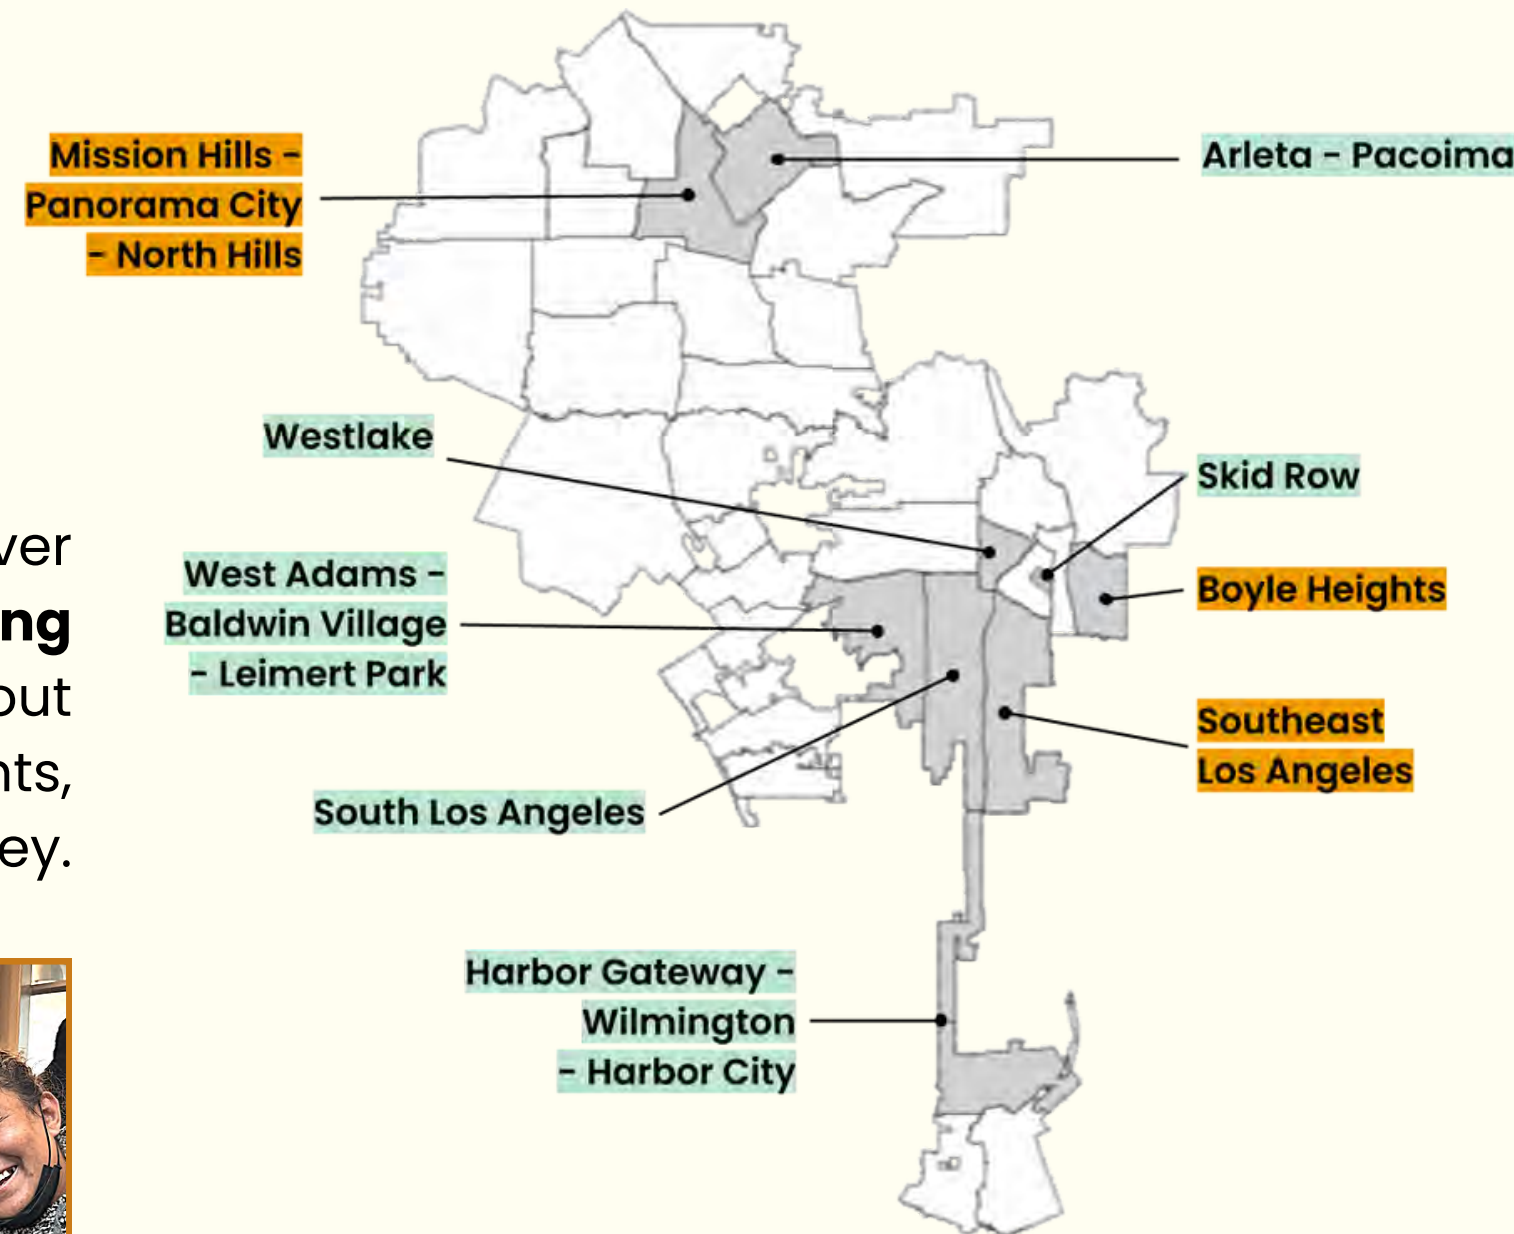 Mission Hills -
Panorama City
- North Hills
Arleta - Pacoima
Westlake
Skid Row
West Adams -
Baldwin Village
- Leimert Park
Boyle Heights
Southeast
Los Angeles
South Los Angeles
Harbor Gateway -
Wilmington
- Harbor City
ver
ng
out
nts,
ey.